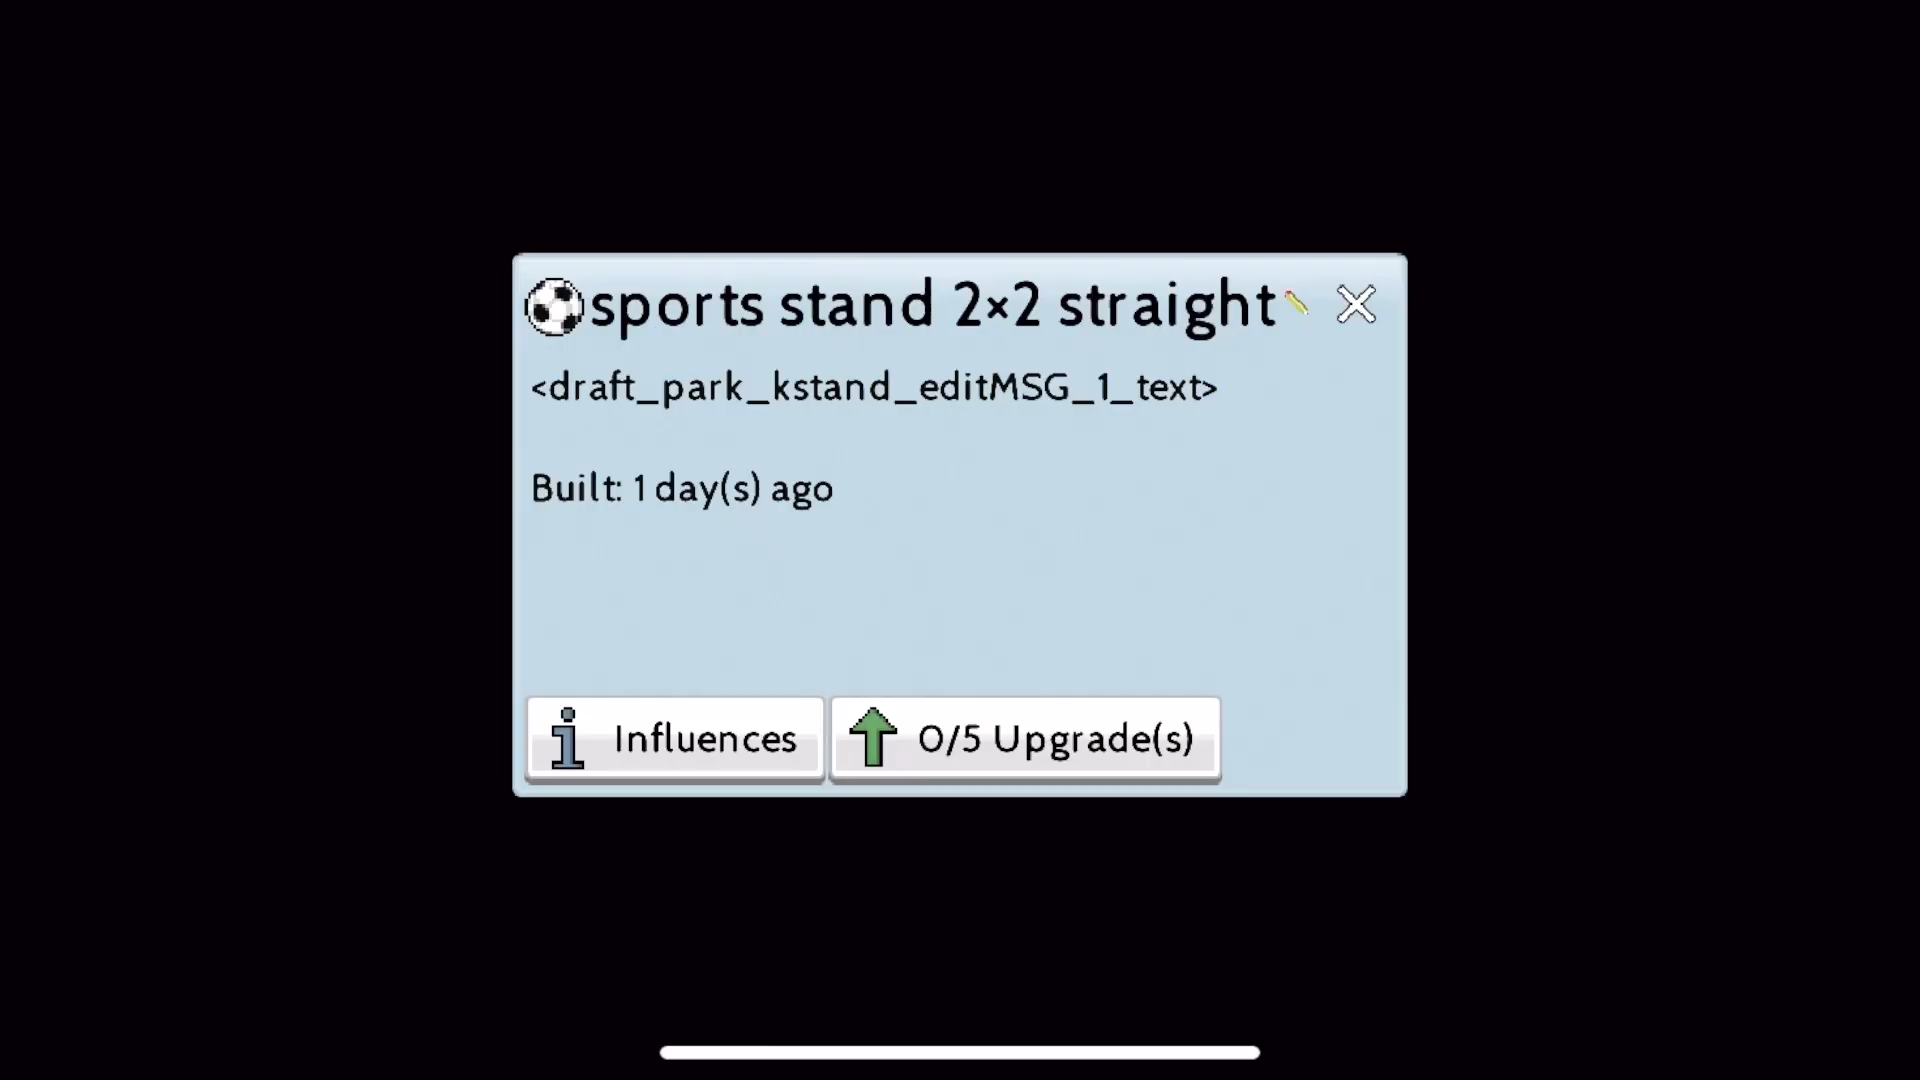 sports stand 2×2 straight
<draft_park_kstand_editMSG_1_text>
Built: 1 day(s) ago
Influences
0/5 Upgrade(s)